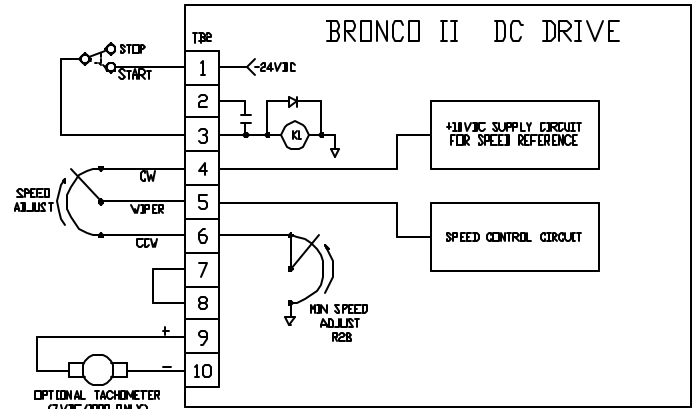 BRONCO II DC DRIVE
TB2
STOP
START
1
-24VDC
2
3
K1
+10VDC SUPPLY CIRCUIT
FOR SPEED REFERENCE
4
CW
SPEED
ADJUST
5
WIPER
6
CCW
SPEED CONTROL CIRCUIT
7
8
MIN SPEED
ADJUST
R28
9
+
10
-
OPTIONAL TACHOMETER